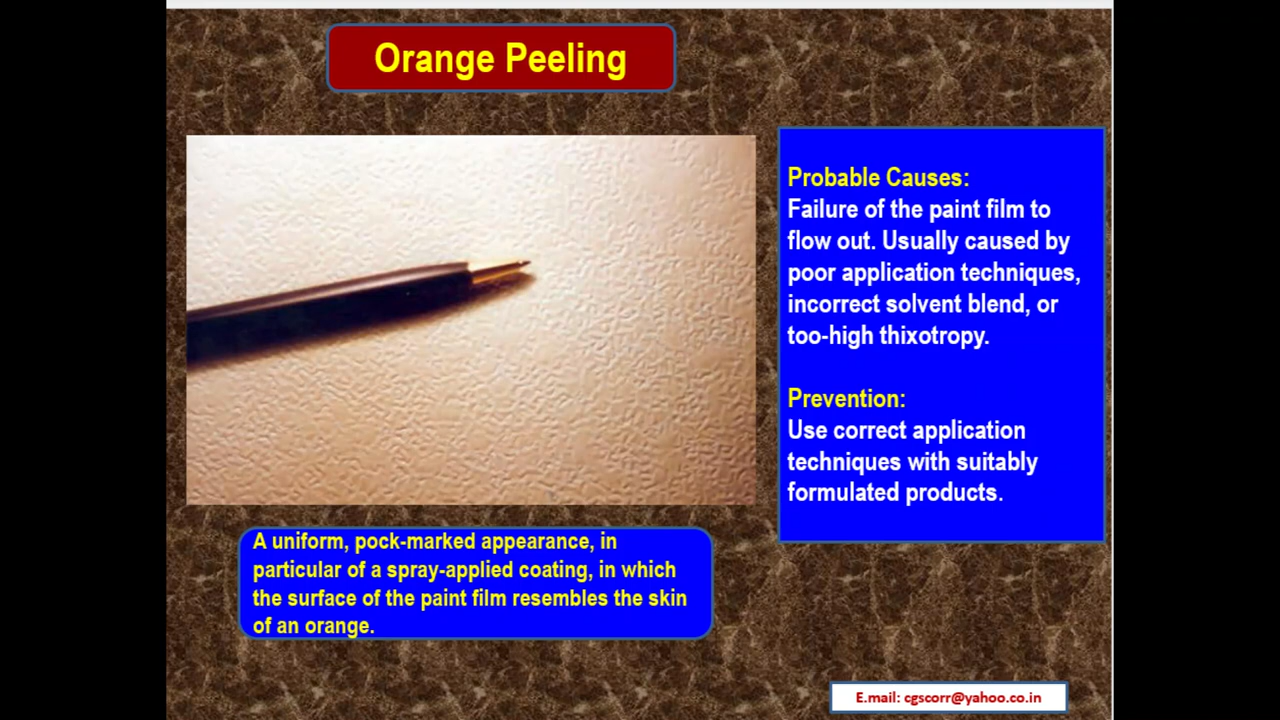 Orange Peeling
Probable Causes:
Failure of the paint film to
flow out. Usually caused by
poor application techniques,
incorrect solvent blend, or
too-high thixotropy.
Prevention:
Use correct application
techniques with suitably
formulated products.
A uniform, pock-marked appearance, in
particular of a spray-applied coating, in which
the surface of the paint film resembles the skin
of an orange.
E.mail: cgscorr@yahoo.co.in